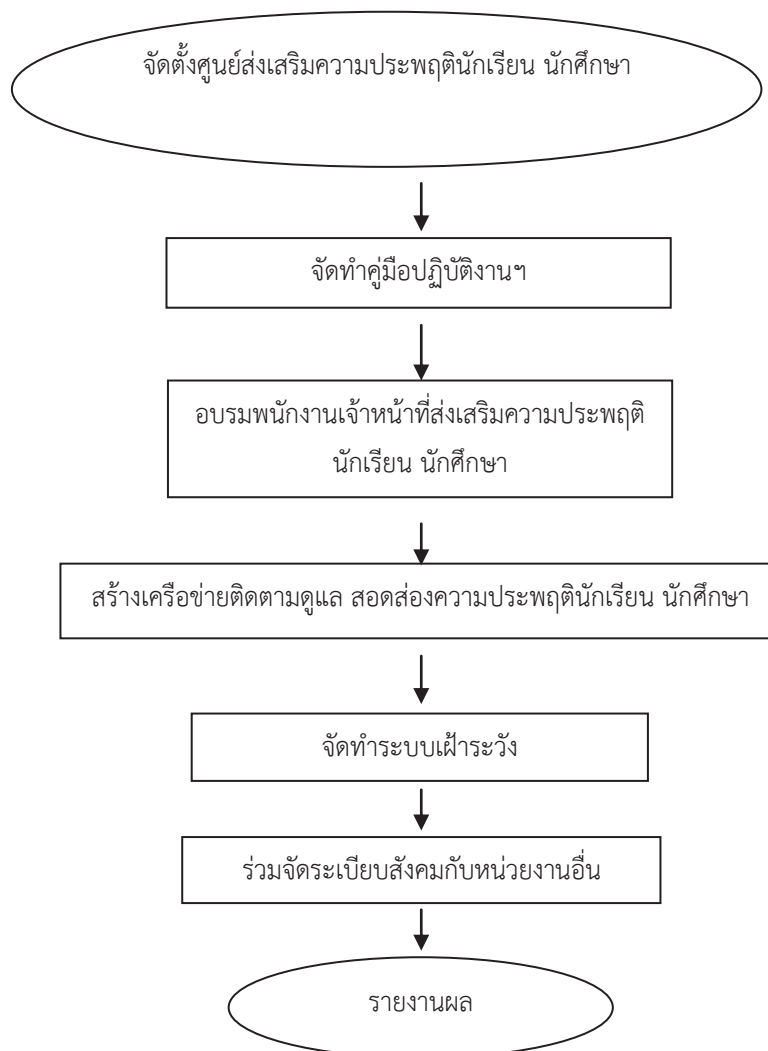 จัดตั้งศูนย์ส่งเสริมความประพฤตินักเรียน นักศึกษา
จัดทำคู่มือปฏิบัติงานฯ
อบรมพนักงานเจ้าหน้าที่ส่งเสริมความประพฤติ
นักเรียน นักศึกษา
สร้างเครือข่ายติดตามดูแล สอดส่องความประพฤตินักเรียน นักศึกษา
จัดทำระบบเฝ้าระวัง
ร่วมจัดระเบียบสังคมกับหน่วยงานอื่น
รายงานผล